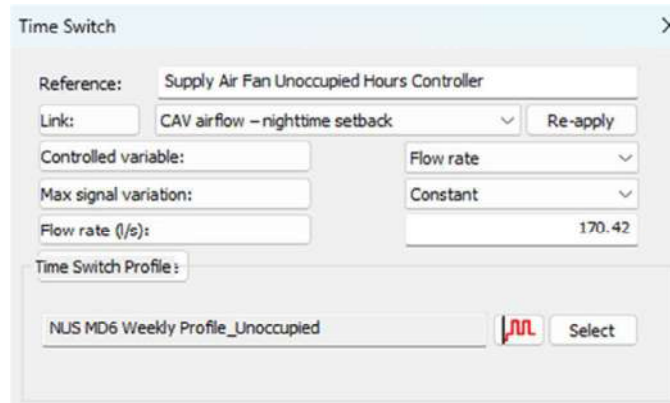 Time Switch
Reference: Supply Air Fan Unoccupied Hours Controller
Link: CAV airflow – nighttime setback Re-apply
Controlled variable: Flow rate
Max signal variation: Constant
Flow rate (l/s): 170.42
Time Switch Profile:
NUS MD6 Weekly Profile_Unoccupied Select